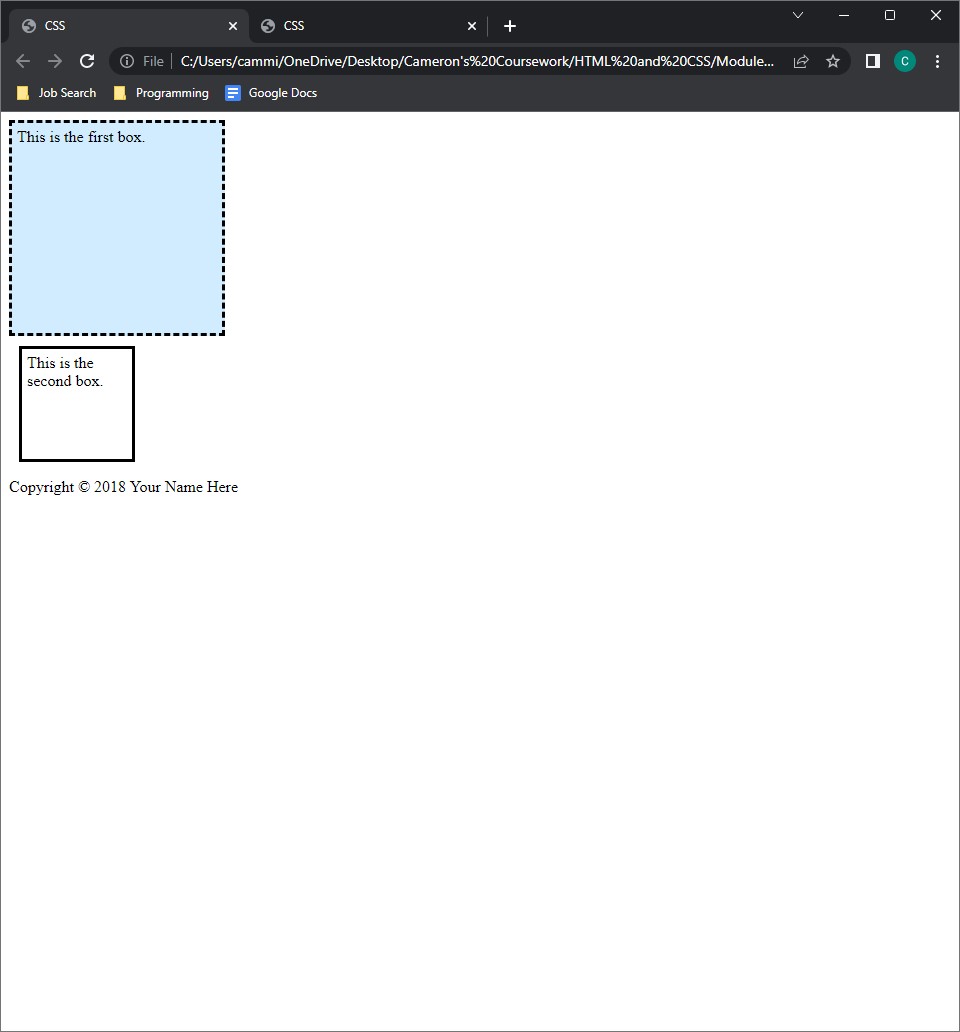 CSS
CSS
File
C:/Users/cammi/OneDrive/Desktop/Cameron's%20Coursework/HTML%20and%20CSS/Module...
C
Job Search
Programming
Google Docs
This is the first box.
This is the
second box.
Copyright © 2018 Your Name Here